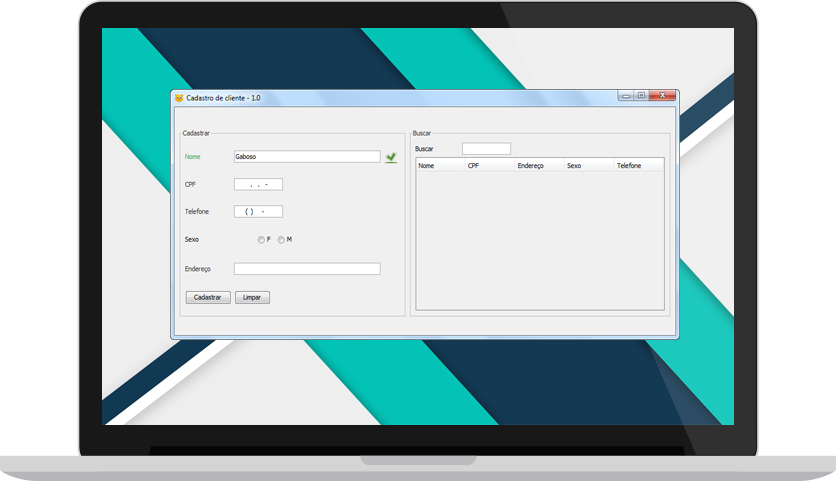 Cadastro de cliente - 1.0
Cadastrar
Nome Gaboso
CPF . . -
Telefone ( ) -
Sexo F M
Endereço
Cadastrar Limpar
Buscar
Buscar
Nome CPF Endereço Sexo Telefone